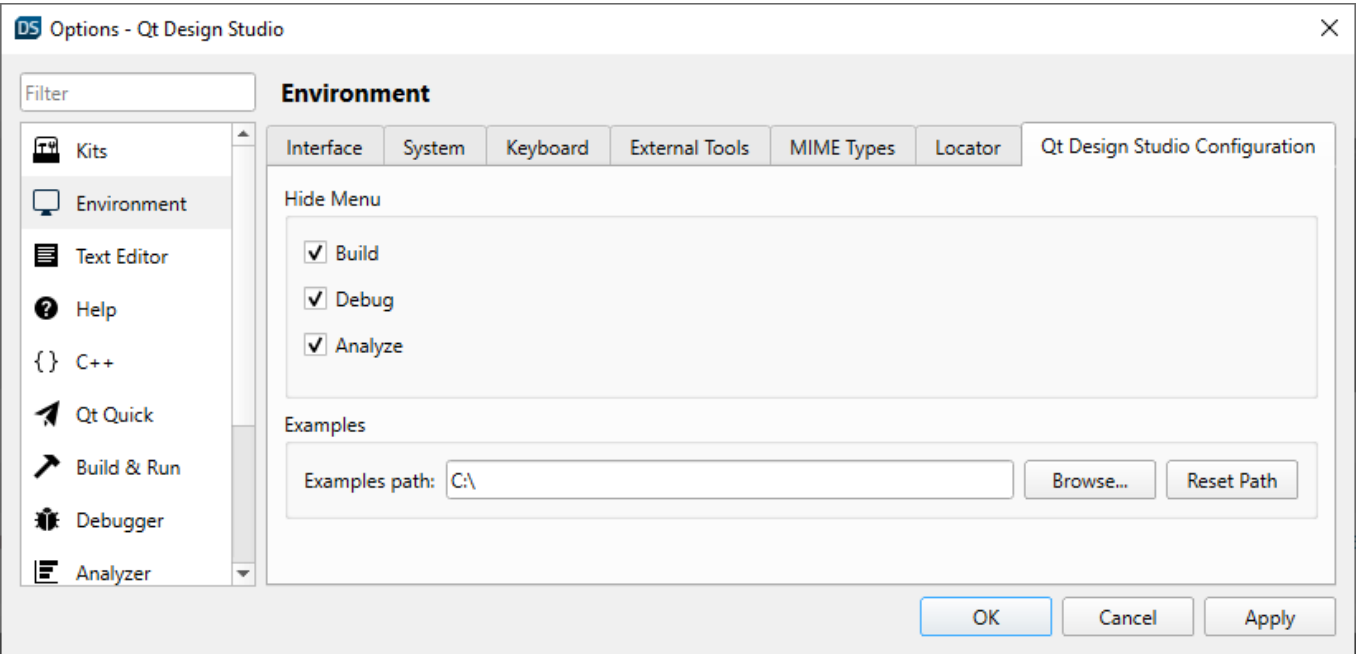 DS Options - Qt Design Studio
Filter
Kits
Environment
Text Editor
Help
{} C++
Qt Quick
Build & Run
Debugger
Analyzer
Environment
Interface System Keyboard External Tools MIME Types Locator Qt Design Studio Configuration
Hide Menu
Build
Debug
Analyze
Examples
Examples path: C:\ Browse... Reset Path
OK Cancel Apply